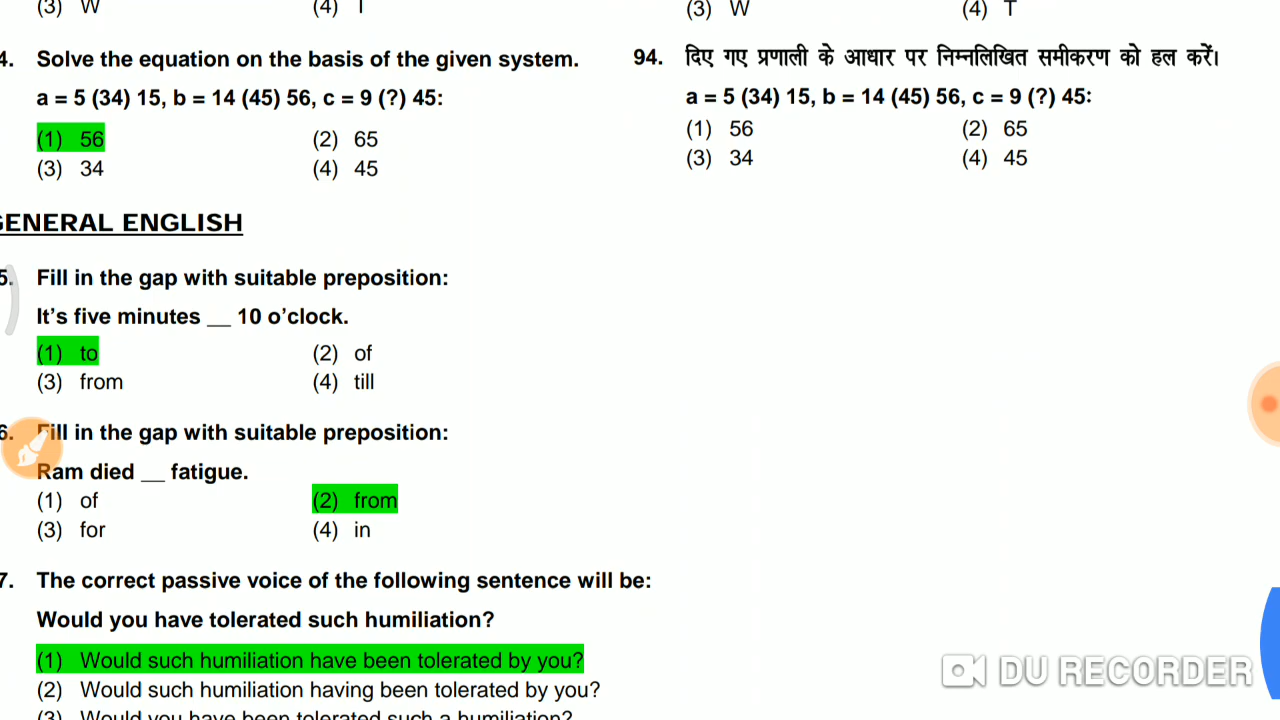 (3) W (4) T
4. Solve the equation on the basis of the given system.
a = 5 (34) 15, b = 14 (45) 56, c = 9 (?) 45:
(1) 56 (2) 65
(3) 34 (4) 45
GENERAL ENGLISH
5. Fill in the gap with suitable preposition:
It's five minutes __ 10 o'clock.
(1) to (2) of
(3) from (4) till
6. Fill in the gap with suitable preposition:
Ram died __ fatigue.
(1) of (2) from
(3) for (4) in
7. The correct passive voice of the following sentence will be:
Would you have tolerated such humiliation?
(1) Would such humiliation have been tolerated by you?
(2) Would such humiliation having been tolerated by you?
(3) Would you have been tolerated such a humiliation?
(3) W (4) T
94. दिए गए प्रणाली के आधार पर निम्नलिखित समीकरण को हल करें।
a = 5 (34) 15, b = 14 (45) 56, c = 9 (?) 45:
(1) 56 (2) 65
(3) 34 (4) 45
DU RECORDER